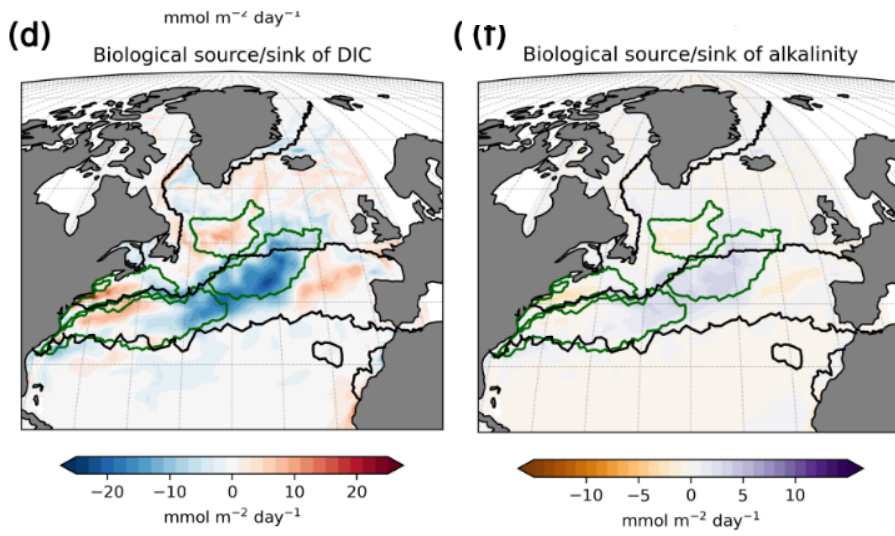 mmol m⁻² day⁻¹
(d)
Biological source/sink of DIC
−20 −10 0 10 20
mmol m⁻² day⁻¹
( (f)
Biological source/sink of alkalinity
−10 −5 0 5 10
mmol m⁻² day⁻¹